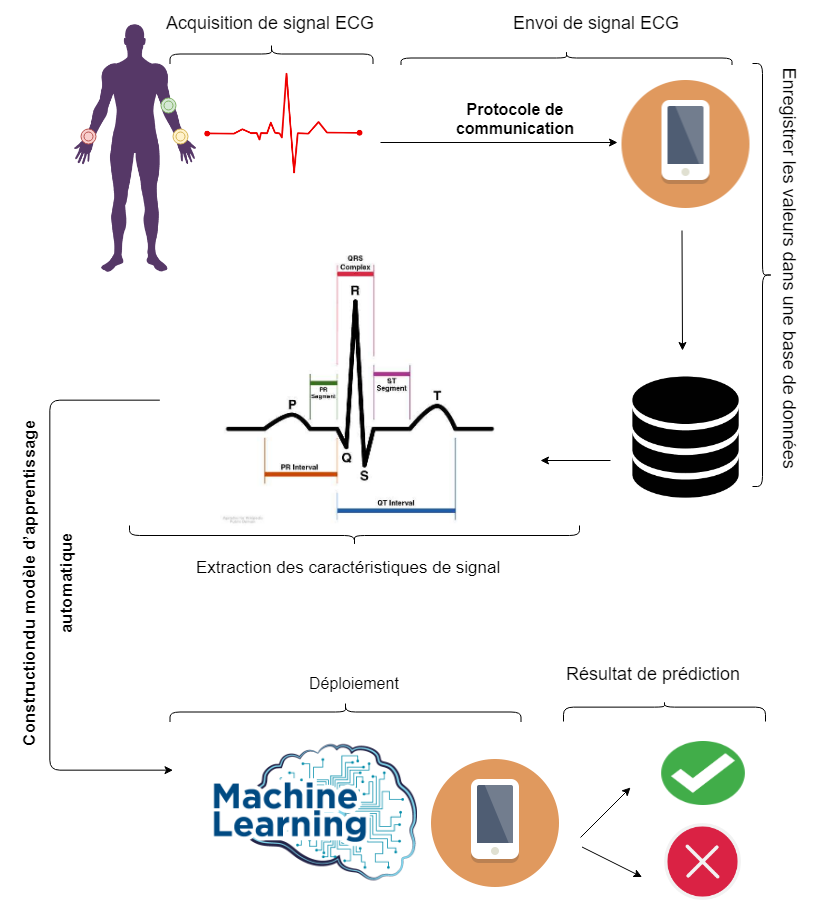 Acquisition de signal ECG
Envoi de signal ECG
Protocole de
communication
Enregistrer les valeurs dans une base de données
QRS
Complex
R
PR
Segment
ST
Segment
P
T
Q
S
PR Interval
QT Interval
Extraction des caractéristiques de signal
Constructiondu modèle d'apprentissage
automatique
Déploiement
Résultat de prédiction
Machine
Learning